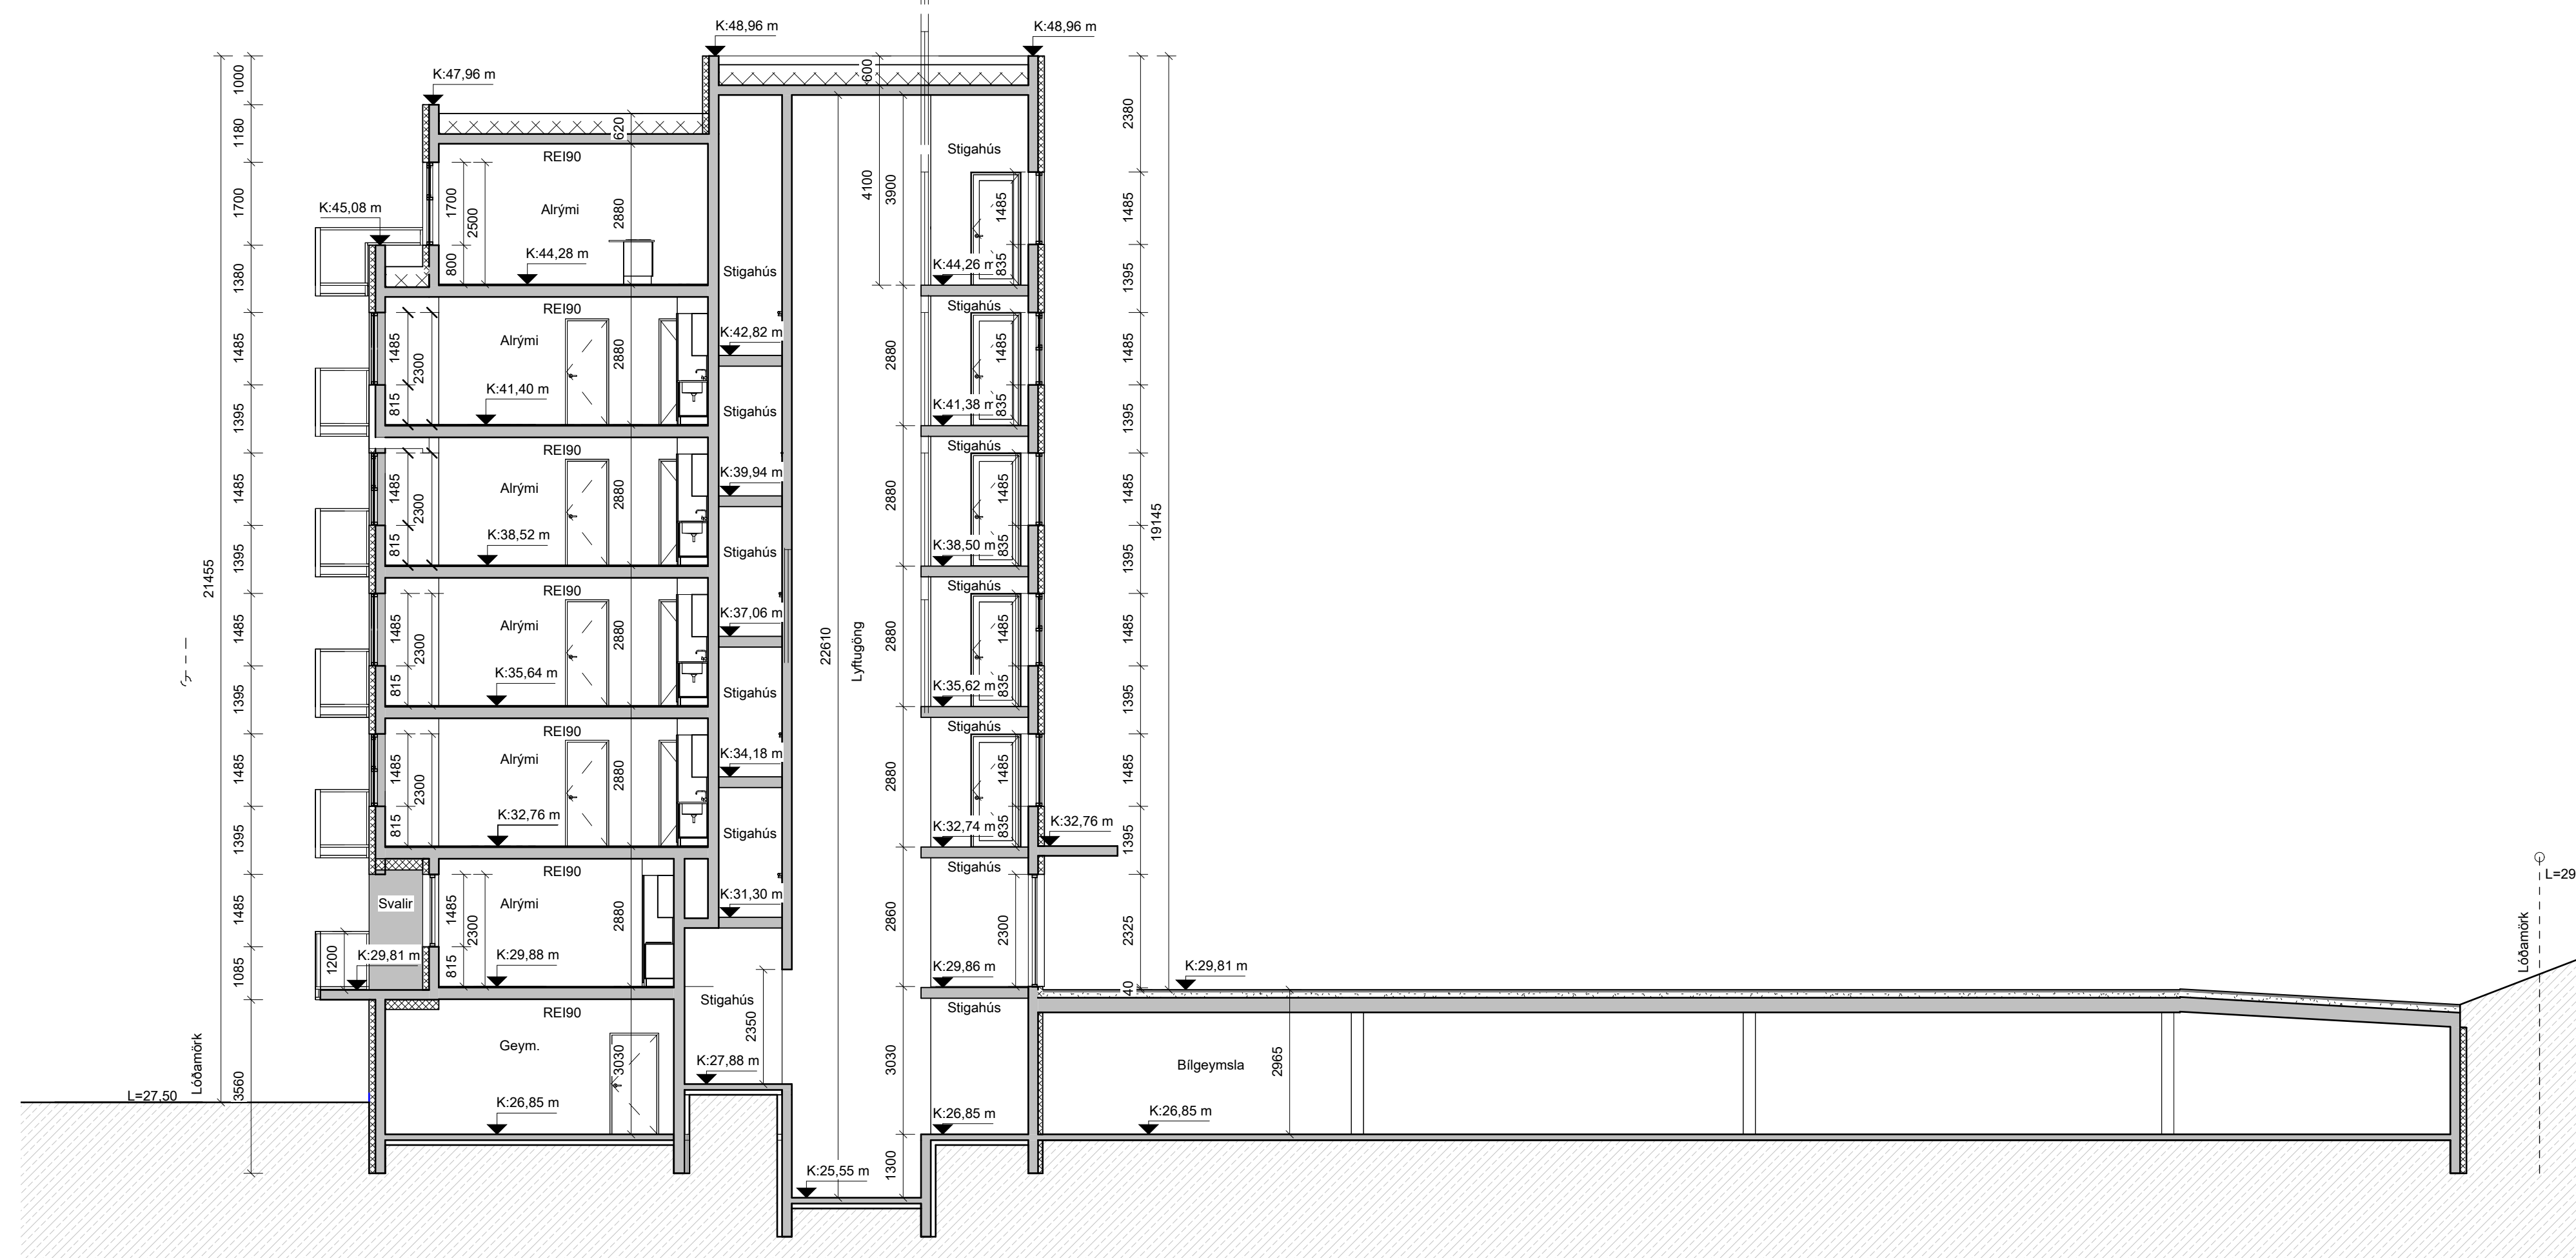 K:48,96 m
K:48,96 m
K:47,96 m
1000
600
2380
1180
620
REI90
Stigahús
1700
1700
2500
Alrými
2880
4100
3900
1485
1485
K:45,08 m
K:44,28 m
K:44,26 m
1380
800
Stigahús
835
1395
REI90
Stigahús
1485
1485
2300
Alrými
2880
K:42,82 m
2880
1485
1485
K:41,40 m
K:41,38 m
1395
815
Stigahús
835
1395
REI90
Stigahús
1485
1485
2300
Alrými
2880
K:39,94 m
2880
1485
1485
21455
19145
K:38,52 m
K:38,50 m
1395
815
Stigahús
835
1395
REI90
Stigahús
1485
1485
2300
Alrými
2880
K:37,06 m
22610
Lyftugöng
2880
1485
1485
K:35,64 m
K:35,62 m
1395
815
Stigahús
835
1395
REI90
Stigahús
1485
1485
2300
Alrými
2880
K:34,18 m
2880
1485
1485
K:32,76 m
K:32,74 m
K:32,76 m
1395
815
Stigahús
835
1395
REI90
Stigahús
L=29
1485
Svalir
1485
2300
Alrými
2880
K:31,30 m
2860
2300
2325
Lóðamörk
1200
K:29,81 m
K:29,88 m
K:29,86 m
K:29,81 m
1085
815
40
Stigahús
REI90
Stigahús
2350
Geym.
3030
K:27,88 m
3030
Bílgeymsla
2965
Lóðamörk
L=27,50
3560
K:26,85 m
K:26,85 m
K:26,85 m
K:25,55 m
1300